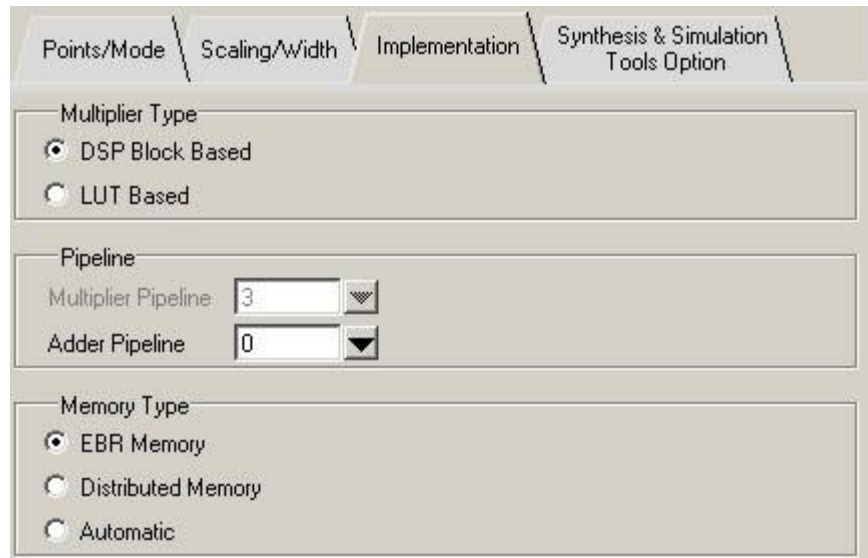 Points/Mode
Scaling/Width
Implementation
Synthesis & Simulation
Tools Option
Multiplier Type
DSP Block Based
LUT Based
Pipeline
Multiplier Pipeline 3
Adder Pipeline 0
Memory Type
EBR Memory
Distributed Memory
Automatic